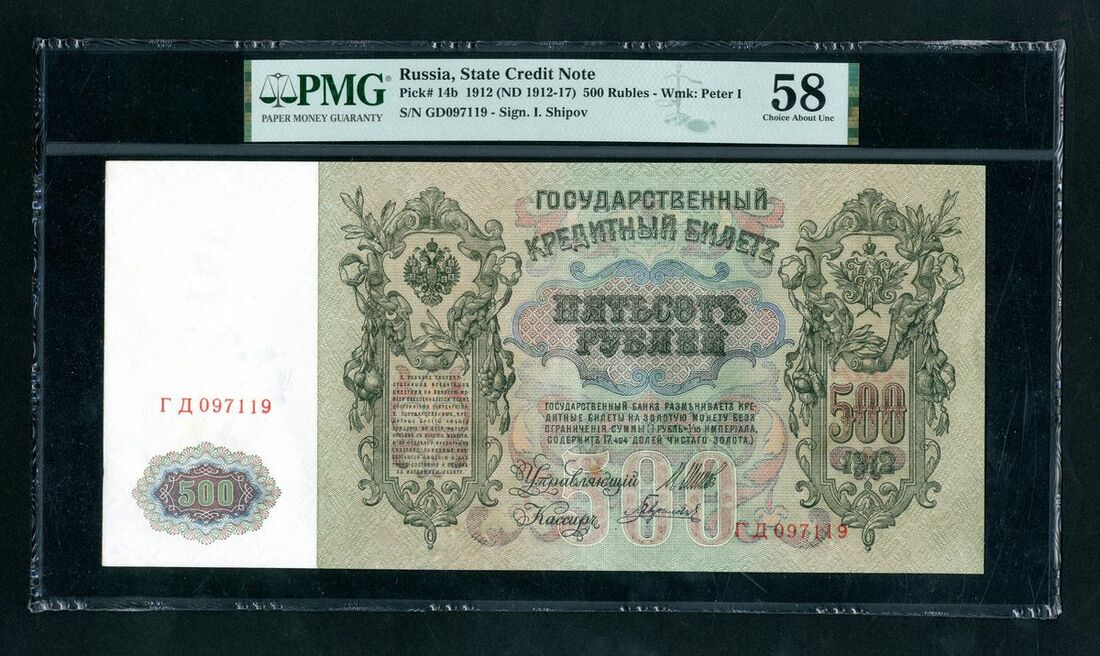 PMG
PAPER MONEY GUARANTY
Russia, State Credit Note
Pick# 14b 1912 (ND 1912-17) 500 Rubles - Wmk: Peter I
S/N GD097119 - Sign. I. Shipov
58
Choice About Unc
ГОСУДАРСТВЕННЫЙ
КРЕДИТНЫЙ БИЛЕТЪ
ПЯТЬСОТЪ
РУБЛЕЙ
ГОСУДАРСТВЕННЫЙ БАНКЪ РАЗМѢНИВАЕТЪ КРЕ-
ДИТНЫЕ БИЛЕТЫ НА ЗОЛОТУЮ МОНЕТУ БЕЗЪ
ОГРАНИЧЕНІЯ СУММЫ (1 РУБЛЬ=1/15 ИМПЕРІАЛА,
СОДЕРЖИТЪ 17,424 ДОЛЕЙ ЧИСТАГО ЗОЛОТА.)
500
1912
Управляющій
Кассиръ
500
ГД 097119
ГД 097119
500